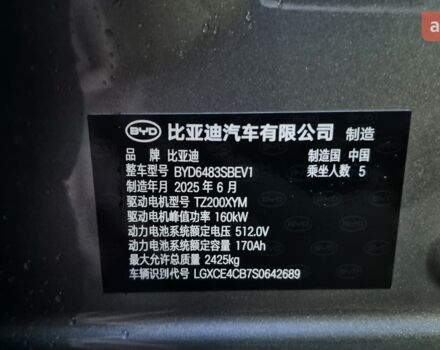 BYD 比亚迪汽车有限公司 制造
品 牌 比亚迪 制造国 中国
整车型号 BYD6483SBEV1 乘坐人数 5
制造年月 2025 年 6 月
驱动电机型号 TZ200XYM
驱动电机峰值功率 160kW
动力电池系统额定电压 512.0V
动力电池系统额定容量 170Ah
最大允许总质量 2425kg
车辆识别代号 LGXCE4CB7S0642689